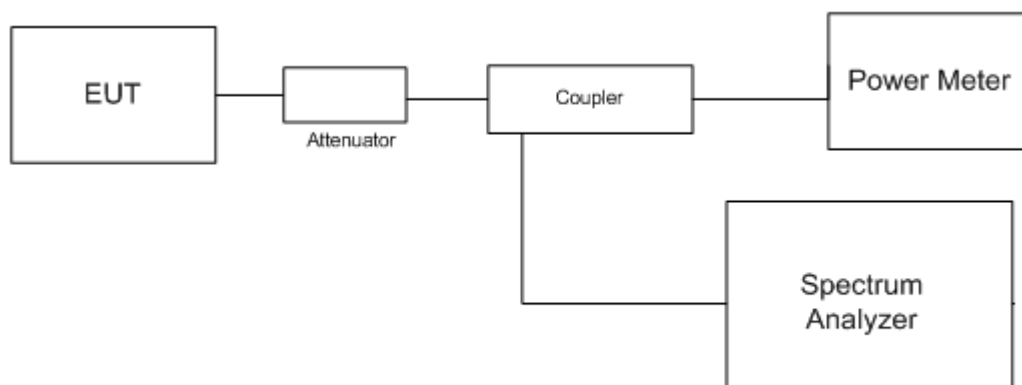 EUT
Attenuator
Coupler
Power Meter
Spectrum
Analyzer